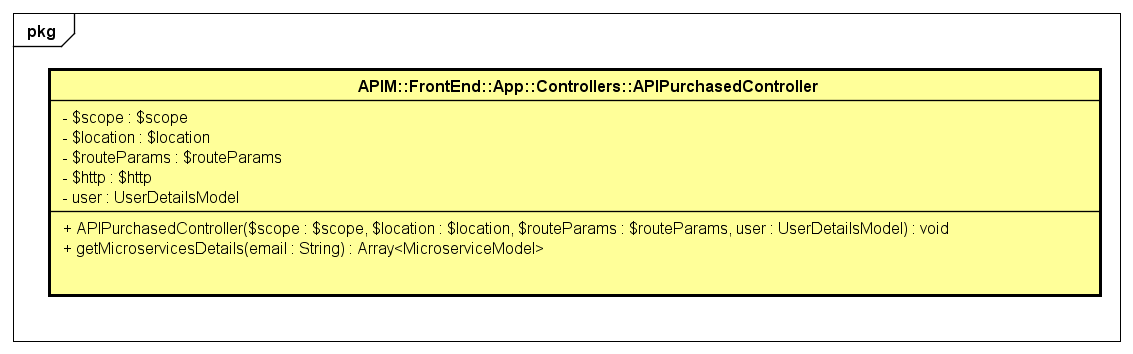 pkg
APIM::FrontEnd::App::Controllers::APIPurchasedController
- $scope : $scope
- $location : $location
- $routeParams : $routeParams
- $http : $http
- user : UserDetailsModel
+ APIPurchasedController($scope : $scope, $location : $location, $routeParams : $routeParams, user : UserDetailsModel) : void
+ getMicroservicesDetails(email : String) : Array<MicroserviceModel>